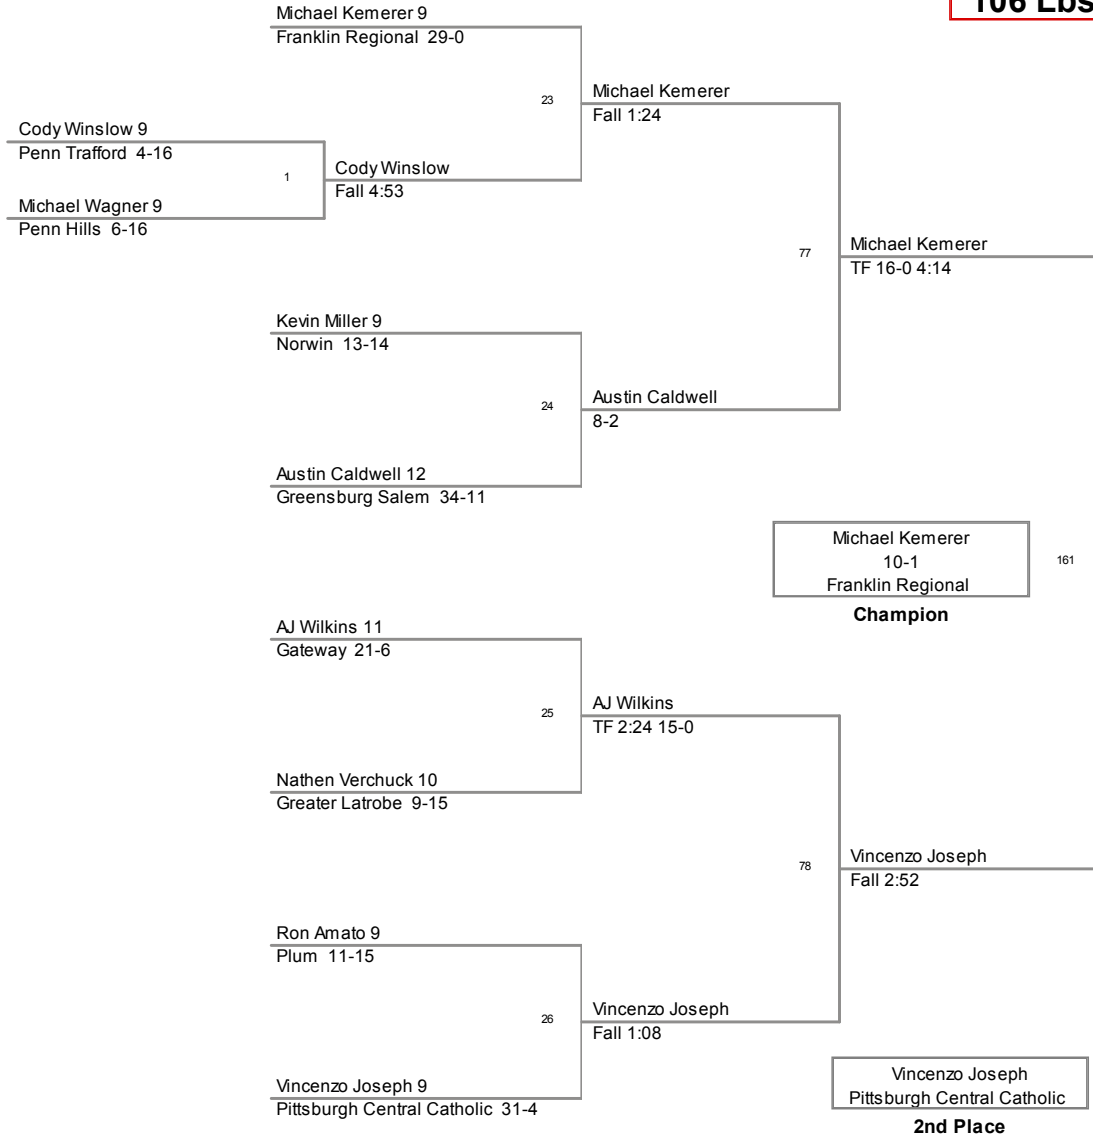 106 Lbs
Michael Kemerer 9
Franklin Regional 29-0
23
Michael Kemerer
Fall 1:24
Cody Winslow 9
Penn Trafford 4-16
1
Cody Winslow
Fall 4:53
Michael Wagner 9
Penn Hills 6-16
77
Michael Kemerer
TF 16-0 4:14
Kevin Miller 9
Norwin 13-14
24
Austin Caldwell
8-2
Austin Caldwell 12
Greensburg Salem 34-11
Michael Kemerer
10-1
Franklin Regional
161
Champion
AJ Wilkins 11
Gateway 21-6
25
AJ Wilkins
TF 2:24 15-0
Nathen Verchuck 10
Greater Latrobe 9-15
78
Vincenzo Joseph
Fall 2:52
Ron Amato 9
Plum 11-15
26
Vincenzo Joseph
Fall 1:08
Vincenzo Joseph 9
Pittsburgh Central Catholic 31-4
Vincenzo Joseph
Pittsburgh Central Catholic
2nd Place